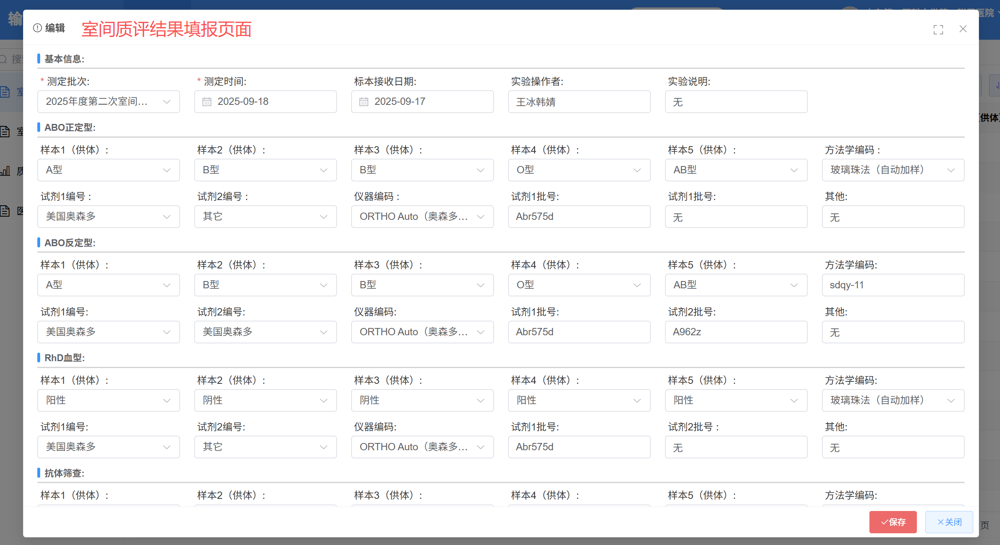 输
医院
编辑 室间质评结果填报页面
基本信息:
* 测定批次: * 测定时间: 标本接收日期: 实验操作者: 实验说明:
2025年度第二次室间... 2025-09-18 2025-09-17 王冰韩婧 无
(供体)
ABO正定型:
样本1（供体）: 样本2（供体）: 样本3（供体）: 样本4（供体）: 样本5（供体）: 方法学编码 :
A型 B型 B型 O型 AB型 玻璃珠法（自动加样）
试剂1编号 : 试剂2编号 : 仪器编码 : 试剂1批号: 试剂1批号: 其他:
美国奥森多 其它 ORTHO Auto（奥森多... Abr575d 无 无
ABO反定型:
样本1（供体）: 样本2（供体）: 样本3（供体）: 样本4（供体）: 样本5（供体）: 方法学编码:
A型 B型 B型 O型 AB型 sdqy-11
试剂1编号: 试剂2编号: 仪器编码: 试剂1批号: 试剂2批号: 其他:
美国奥森多 美国奥森多 ORTHO Auto（奥森多... Abr575d A962z 无
RhD血型:
样本1（供体）: 样本2（供体）: 样本3（供体）: 样本4（供体）: 样本5（供体）: 方法学编码:
阳性 阴性 阴性 阳性 阳性 玻璃珠法（自动加样）
试剂1编号: 试剂2编号: 仪器编码: 试剂1批号: 试剂2批号 : 其他:
美国奥森多 其它 ORTHO Auto（奥森多... Abr575d 无 无
抗体筛查:
样本1（供体）: 样本2（供体）: 样本3（供体）: 样本4（供体）: 样本5（供体）: 方法学编码:
保存 关闭 页